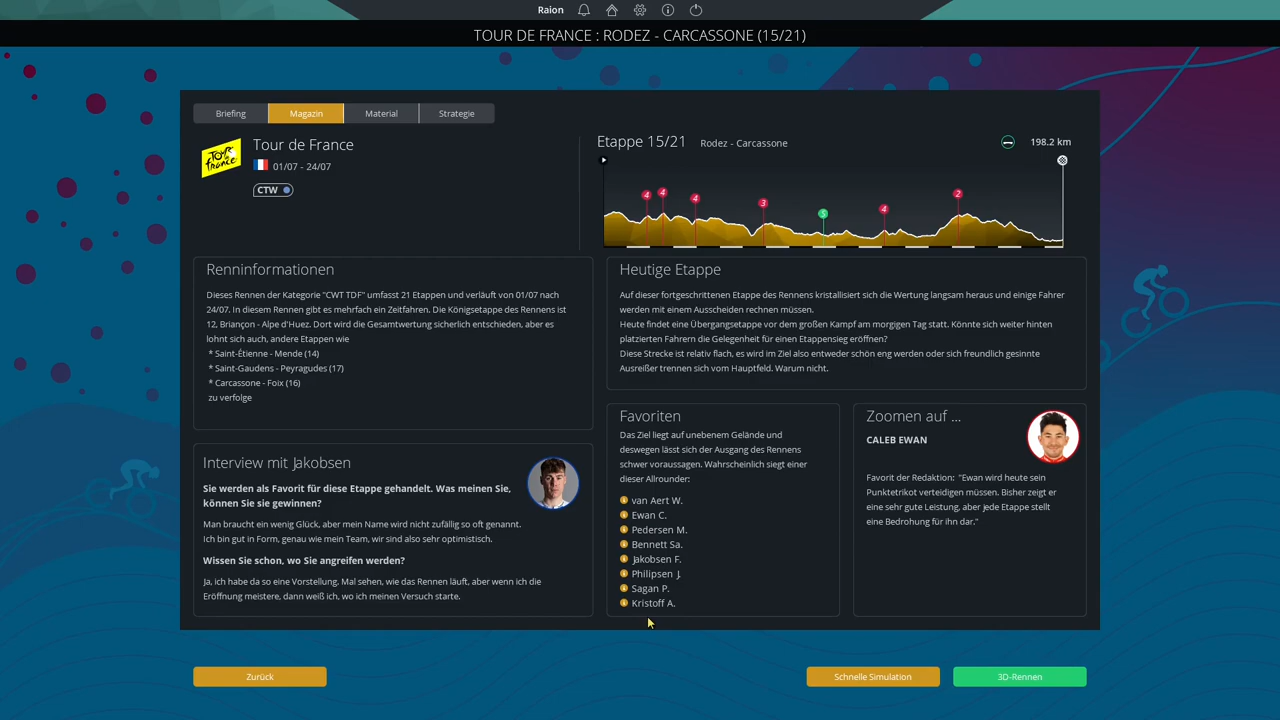 Raion
TOUR DE FRANCE : RODEZ - CARCASSONE (15/21)
Briefing
Magazin
Material
Strategie
TOUR de france
Tour de France
01/07 - 24/07
CTW
Etappe 15/21
Rodez - Carcassone
198.2 km
4
4
4
3
S
4
2
Renninformationen
Dieses Rennen der Kategorie "CWT TDF" umfasst 21 Etappen und verläuft von 01/07 nach
24/07. In diesem Rennen gibt es mehrfach ein Zeitfahren. Die Königsetappe des Rennens ist
12, Briançon - Alpe d'Huez. Dort wird die Gesamtwertung sicherlich entschieden, aber es
lohnt sich auch, andere Etappen wie
* Saint-Étienne - Mende (14)
* Saint-Gaudens - Peyragudes (17)
* Carcassone - Foix (16)
zu verfolge
Heutige Etappe
Auf dieser fortgeschrittenen Etappe des Rennens kristallisiert sich die Wertung langsam heraus und einige Fahrer
werden mit einem Ausscheiden rechnen müssen.
Heute findet eine Übergangsetappe vor dem großen Kampf am morgigen Tag statt. Könnte sich weiter hinten
platzierten Fahrern die Gelegenheit für einen Etappensieg eröffnen?
Diese Strecke ist relativ flach, es wird im Ziel also entweder schön eng werden oder sich freundlich gesinnte
Ausreißer trennen sich vom Hauptfeld. Warum nicht.
Interview mit Jakobsen
Sie werden als Favorit für diese Etappe gehandelt. Was meinen Sie,
können Sie sie gewinnen?
Man braucht ein wenig Glück, aber mein Name wird nicht zufällig so oft genannt.
Ich bin gut in Form, genau wie mein Team, wir sind also sehr optimistisch.
Wissen Sie schon, wo Sie angreifen werden?
Ja, ich habe da so eine Vorstellung. Mal sehen, wie das Rennen läuft, aber wenn ich die
Eröffnung meistere, dann weiß ich, wo ich meinen Versuch starte.
Favoriten
Das Ziel liegt auf unebenem Gelände und
deswegen lässt sich der Ausgang des Rennens
schwer voraussagen. Wahrscheinlich siegt einer
dieser Allrounder:
van Aert W.
Ewan C.
Pedersen M.
Bennett Sa.
Jakobsen F.
Philipsen J.
Sagan P.
Kristoff A.
Zoomen auf ...
CALEB EWAN
Favorit der Redaktion: "Ewan wird heute sein
Punktetrikot verteidigen müssen. Bisher zeigt er
eine sehr gute Leistung, aber jede Etappe stellt
eine Bedrohung für ihn dar."
Zurück
Schnelle Simulation
3D-Rennen